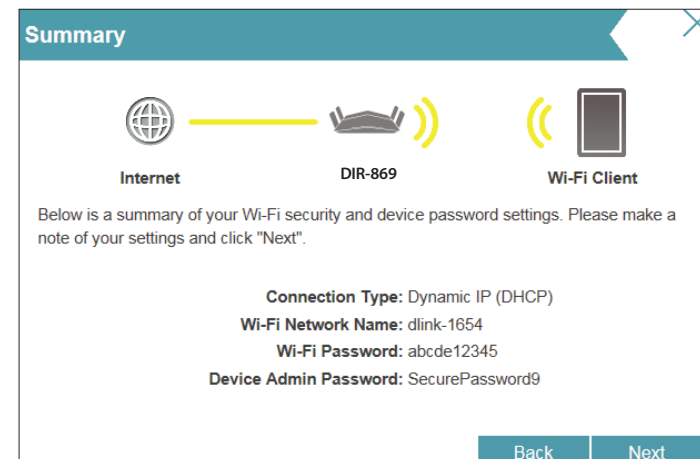 Summary
Internet DIR-869 Wi-Fi Client
Below is a summary of your Wi-Fi security and device password settings. Please make a
note of your settings and click "Next".
Connection Type: Dynamic IP (DHCP)
Wi-Fi Network Name: dlink-1654
Wi-Fi Password: abcde12345
Device Admin Password: SecurePassword9
Back Next